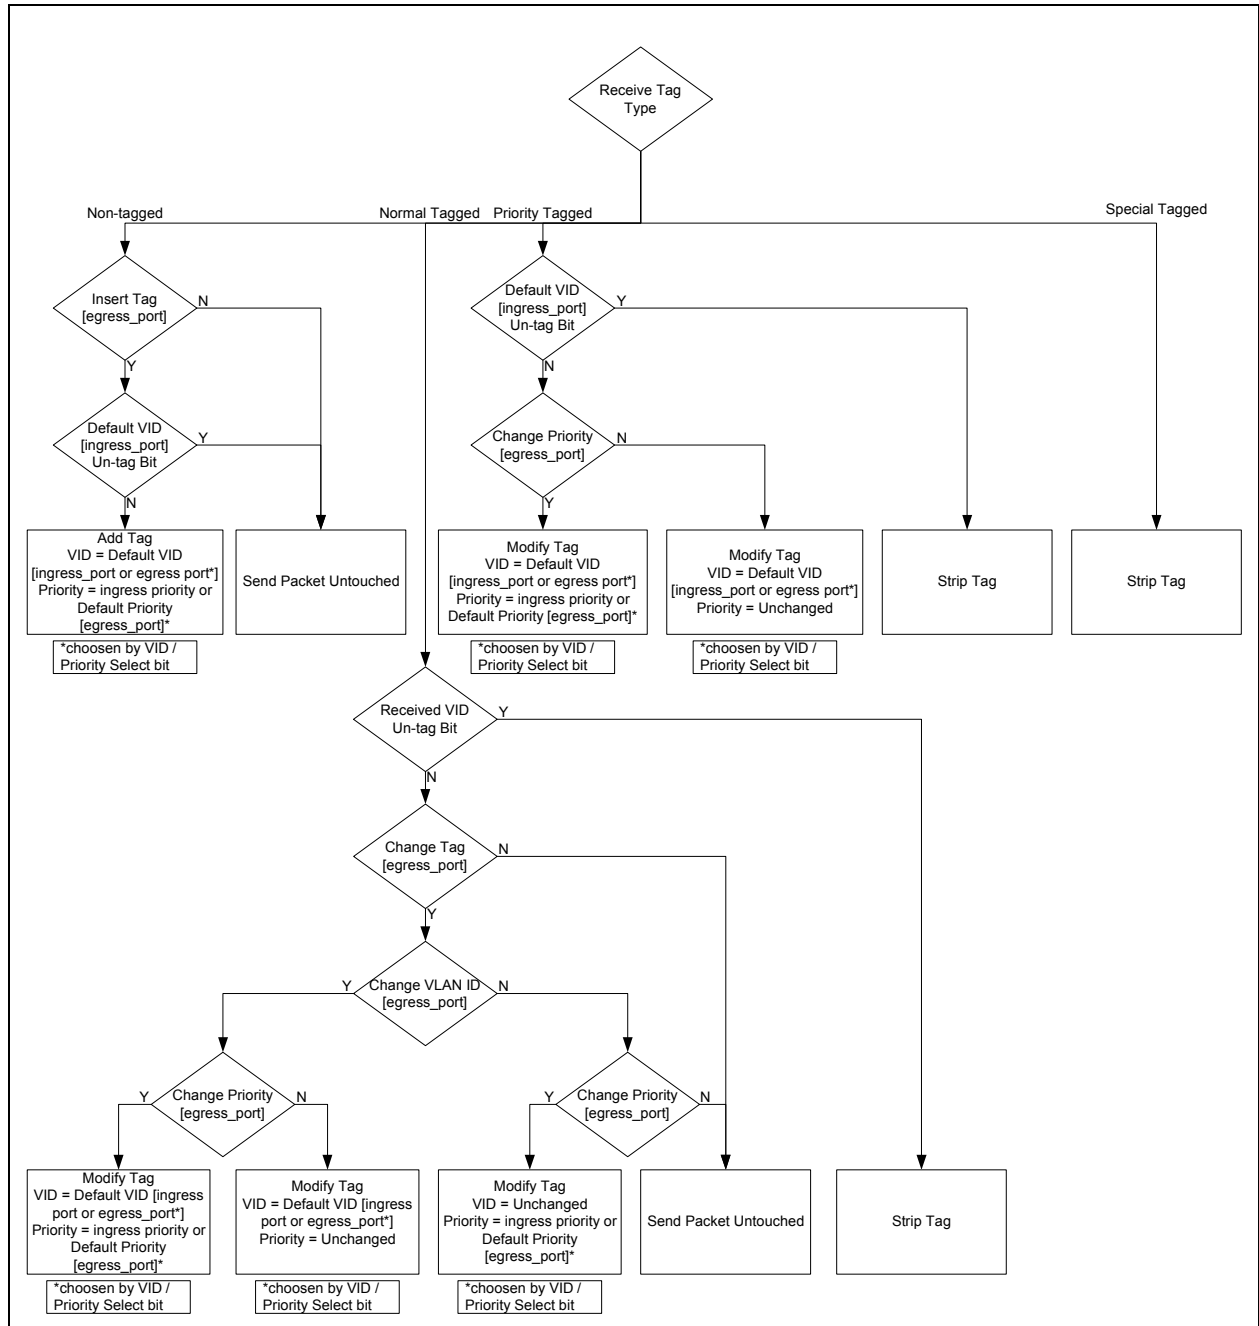 Receive Tag
Type
Non-tagged
Normal Tagged
Priority Tagged
Special Tagged
Insert Tag
[egress_port]
N
Y
Default VID
[ingress_port]
Un-tag Bit
Y
N
Default VID
[ingress_port]
Un-tag Bit
Y
N
Change Priority
[egress_port]
N
Y
Add Tag
VID = Default VID
[ingress_port or egress port*]
Priority = ingress priority or
Default Priority
[egress_port]*
*choosen by VID /
Priority Select bit
Send Packet Untouched
Modify Tag
VID = Default VID
[ingress_port or egress port*]
Priority = ingress priority or
Default Priority [egress_port]*
*choosen by VID /
Priority Select bit
Modify Tag
VID = Default VID
[ingress_port or egress port*]
Priority = Unchanged
*choosen by VID /
Priority Select bit
Strip Tag
Strip Tag
Received VID
Un-tag Bit
Y
N
Change Tag
[egress_port]
N
Y
Change VLAN ID
[egress_port]
Y
N
Change Priority
[egress_port]
Y
N
Change Priority
[egress_port]
Y
N
Modify Tag
VID = Default VID [ingress
port or egress_port*]
Priority = ingress priority or
Default Priority
[egress_port]*
*choosen by VID /
Priority Select bit
Modify Tag
VID = Default VID [ingress
port or egress_port*]
Priority = Unchanged
*choosen by VID /
Priority Select bit
Modify Tag
VID = Unchanged
Priority = ingress priority or
Default Priority
[egress_port]*
*choosen by VID /
Priority Select bit
Send Packet Untouched
Strip Tag